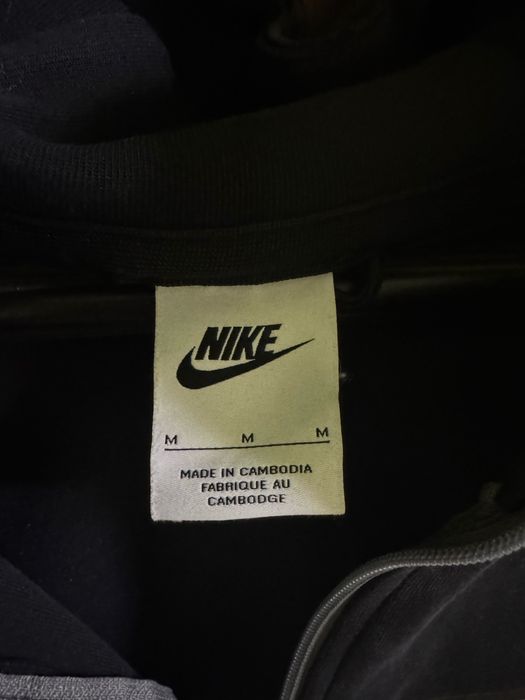 NIKE
M M M
MADE IN CAMBODIA
FABRIQUE AU
CAMBODGE